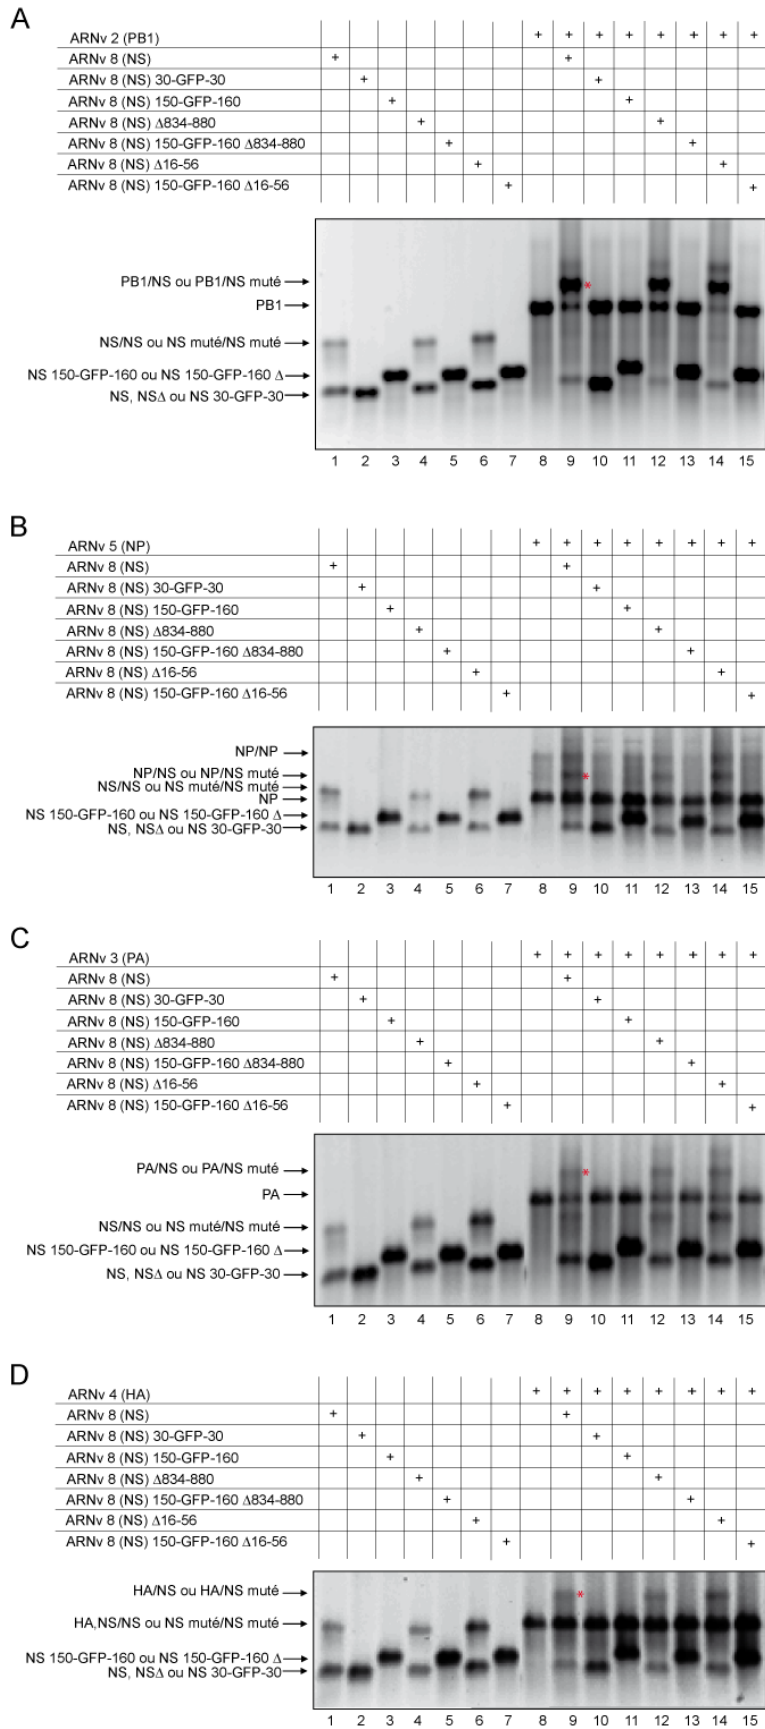 A
ARNv 2 (PB1) + + + + + + + +
ARNv 8 (NS) + +
ARNv 8 (NS) 30-GFP-30 + +
ARNv 8 (NS) 150-GFP-160 + +
ARNv 8 (NS) Δ834-880 + +
ARNv 8 (NS) 150-GFP-160 Δ834-880 + +
ARNv 8 (NS) Δ16-56 + +
ARNv 8 (NS) 150-GFP-160 Δ16-56 + +
PB1/NS ou PB1/NS muté
*
PB1
NS/NS ou NS muté/NS muté
NS 150-GFP-160 ou NS 150-GFP-160 Δ
NS, NSΔ ou NS 30-GFP-30
1 2 3 4 5 6 7 8 9 10 11 12 13 14 15
B
ARNv 5 (NP) + + + + + + + +
ARNv 8 (NS) + +
ARNv 8 (NS) 30-GFP-30 + +
ARNv 8 (NS) 150-GFP-160 + +
ARNv 8 (NS) Δ834-880 + +
ARNv 8 (NS) 150-GFP-160 Δ834-880 + +
ARNv 8 (NS) Δ16-56 + +
ARNv 8 (NS) 150-GFP-160 Δ16-56 + +
NP/NP
NP/NS ou NP/NS muté
*
NS/NS ou NS muté/NS muté
NP
NS 150-GFP-160 ou NS 150-GFP-160 Δ
NS, NSΔ ou NS 30-GFP-30
1 2 3 4 5 6 7 8 9 10 11 12 13 14 15
C
ARNv 3 (PA) + + + + + + + +
ARNv 8 (NS) + +
ARNv 8 (NS) 30-GFP-30 + +
ARNv 8 (NS) 150-GFP-160 + +
ARNv 8 (NS) Δ834-880 + +
ARNv 8 (NS) 150-GFP-160 Δ834-880 + +
ARNv 8 (NS) Δ16-56 + +
ARNv 8 (NS) 150-GFP-160 Δ16-56 + +
PA/NS ou PA/NS muté
*
PA
NS/NS ou NS muté/NS muté
NS 150-GFP-160 ou NS 150-GFP-160 Δ
NS, NSΔ ou NS 30-GFP-30
1 2 3 4 5 6 7 8 9 10 11 12 13 14 15
D
ARNv 4 (HA) + + + + + + + +
ARNv 8 (NS) + +
ARNv 8 (NS) 30-GFP-30 + +
ARNv 8 (NS) 150-GFP-160 + +
ARNv 8 (NS) Δ834-880 + +
ARNv 8 (NS) 150-GFP-160 Δ834-880 + +
ARNv 8 (NS) Δ16-56 + +
ARNv 8 (NS) 150-GFP-160 Δ16-56 + +
HA/NS ou HA/NS muté
*
HA,NS/NS ou NS muté/NS muté
NS 150-GFP-160 ou NS 150-GFP-160 Δ
NS, NSΔ ou NS 30-GFP-30
1 2 3 4 5 6 7 8 9 10 11 12 13 14 15